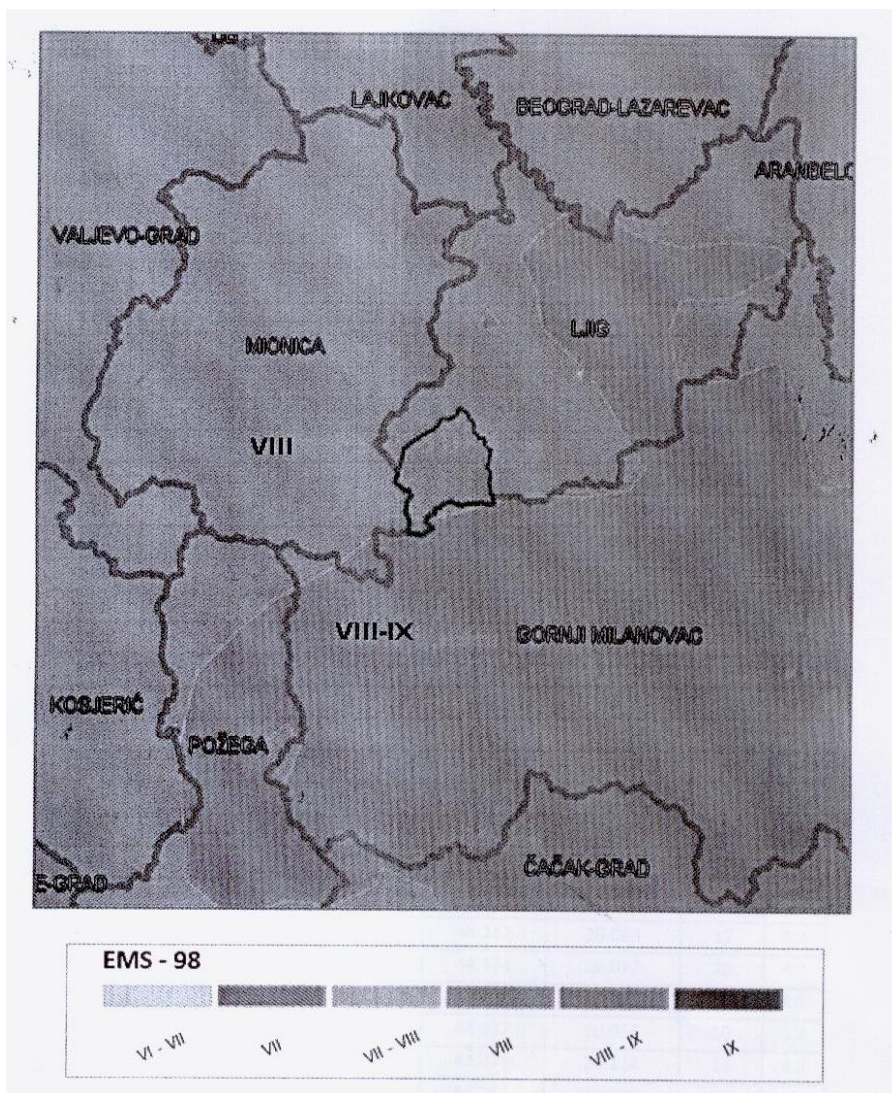 LAJKOVAC
BEOGRAD-LAZAREVAC
ARANĐELO
VALJEVO-GRAD
LJIG
MIONICA
VIII
VIII-IX
GORNJI MILANOVAC
KOSJERIĆ
POŽEGA
ČAČAK-GRAD
E-GRAD
EMS - 98
VI - VII
VII
VII - VIII
VIII
VIII - IX
IX